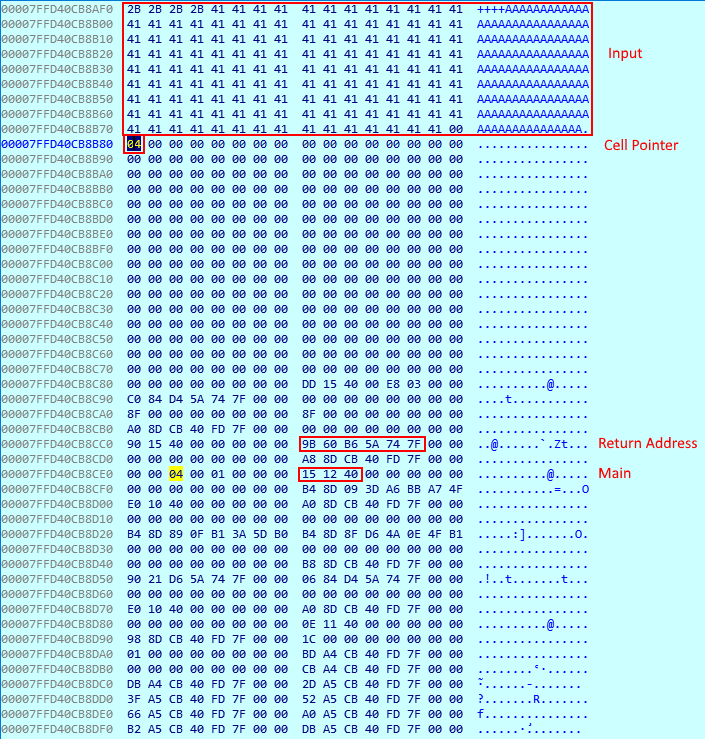 00007FFD40CB8AF0 2B 2B 2B 2B 41 41 41 41 41 41 41 41 41 41 41 41 ++++AAAAAAAAAAAA
00007FFD40CB8B00 41 41 41 41 41 41 41 41 41 41 41 41 41 41 41 41 AAAAAAAAAAAAAAAA
00007FFD40CB8B10 41 41 41 41 41 41 41 41 41 41 41 41 41 41 41 41 AAAAAAAAAAAAAAAA
00007FFD40CB8B20 41 41 41 41 41 41 41 41 41 41 41 41 41 41 41 41 AAAAAAAAAAAAAAAA Input
00007FFD40CB8B30 41 41 41 41 41 41 41 41 41 41 41 41 41 41 41 41 AAAAAAAAAAAAAAAA
00007FFD40CB8B40 41 41 41 41 41 41 41 41 41 41 41 41 41 41 41 41 AAAAAAAAAAAAAAAA
00007FFD40CB8B50 41 41 41 41 41 41 41 41 41 41 41 41 41 41 41 41 AAAAAAAAAAAAAAAA
00007FFD40CB8B60 41 41 41 41 41 41 41 41 41 41 41 41 41 41 41 41 AAAAAAAAAAAAAAAA
00007FFD40CB8B70 41 41 41 41 41 41 41 41 41 41 41 41 41 41 41 00 AAAAAAAAAAAAAAA.
00007FFD40CB8B80 04 00 00 00 00 00 00 00 00 00 00 00 00 00 00 00 ................ Cell Pointer
00007FFD40CB8B90 00 00 00 00 00 00 00 00 00 00 00 00 00 00 00 00 ................
00007FFD40CB8BA0 00 00 00 00 00 00 00 00 00 00 00 00 00 00 00 00 ................
00007FFD40CB8BB0 00 00 00 00 00 00 00 00 00 00 00 00 00 00 00 00 ................
00007FFD40CB8BC0 00 00 00 00 00 00 00 00 00 00 00 00 00 00 00 00 ................
00007FFD40CB8BD0 00 00 00 00 00 00 00 00 00 00 00 00 00 00 00 00 ................
00007FFD40CB8BE0 00 00 00 00 00 00 00 00 00 00 00 00 00 00 00 00 ................
00007FFD40CB8BF0 00 00 00 00 00 00 00 00 00 00 00 00 00 00 00 00 ................
00007FFD40CB8C00 00 00 00 00 00 00 00 00 00 00 00 00 00 00 00 00 ................
00007FFD40CB8C10 00 00 00 00 00 00 00 00 00 00 00 00 00 00 00 00 ................
00007FFD40CB8C20 00 00 00 00 00 00 00 00 00 00 00 00 00 00 00 00 ................
00007FFD40CB8C30 00 00 00 00 00 00 00 00 00 00 00 00 00 00 00 00 ................
00007FFD40CB8C40 00 00 00 00 00 00 00 00 00 00 00 00 00 00 00 00 ................
00007FFD40CB8C50 00 00 00 00 00 00 00 00 00 00 00 00 00 00 00 00 ................
00007FFD40CB8C60 00 00 00 00 00 00 00 00 00 00 00 00 00 00 00 00 ................
00007FFD40CB8C70 00 00 00 00 00 00 00 00 00 00 00 00 00 00 00 00 ................
00007FFD40CB8C80 00 00 00 00 00 00 00 00 DD 15 40 00 E8 03 00 00 ..........@.....
00007FFD40CB8C90 C0 84 D4 5A 74 7F 00 00 00 00 00 00 00 00 00 00 ....t...........
00007FFD40CB8CA0 8F 00 00 00 00 00 00 00 8F 00 00 00 00 00 00 00 ................
00007FFD40CB8CB0 A0 8D CB 40 FD 7F 00 00 00 00 00 00 00 00 00 00 ................
00007FFD40CB8CC0 90 15 40 00 00 00 00 00 9B 60 B6 5A 74 7F 00 00 ..@......`.Zt... Return Address
00007FFD40CB8CD0 00 00 00 00 00 00 00 00 A8 8D CB 40 FD 7F 00 00 ................
00007FFD40CB8CE0 00 00 04 00 01 00 00 00 15 12 40 00 00 00 00 00 ..........@..... Main
00007FFD40CB8CF0 00 00 00 00 00 00 00 00 B4 8D 09 3D A6 BB A7 4F ...........=...O
00007FFD40CB8D00 E0 10 40 00 00 00 00 00 A0 8D CB 40 FD 7F 00 00 ................
00007FFD40CB8D10 00 00 00 00 00 00 00 00 00 00 00 00 00 00 00 00 ................
00007FFD40CB8D20 B4 8D 89 0F B1 3A 5D B0 B4 8D 8F D6 4A 0E 4F B1 .....:].......O.
00007FFD40CB8D30 00 00 00 00 00 00 00 00 00 00 00 00 00 00 00 00 ................
00007FFD40CB8D40 00 00 00 00 00 00 00 00 B8 8D CB 40 FD 7F 00 00 ................
00007FFD40CB8D50 90 21 D6 5A 74 7F 00 00 06 84 D4 5A 74 7F 00 00 .!..t.......t...
00007FFD40CB8D60 00 00 00 00 00 00 00 00 00 00 00 00 00 00 00 00 ................
00007FFD40CB8D70 E0 10 40 00 00 00 00 00 A0 8D CB 40 FD 7F 00 00 ................
00007FFD40CB8D80 00 00 00 00 00 00 00 00 0E 11 40 00 00 00 00 00 ..........@.....
00007FFD40CB8D90 98 8D CB 40 FD 7F 00 00 1C 00 00 00 00 00 00 00 ................
00007FFD40CB8DA0 01 00 00 00 00 00 00 00 BD A4 CB 40 FD 7F 00 00 ................
00007FFD40CB8DB0 00 00 00 00 00 00 00 00 CB A4 CB 40 FD 7F 00 00
00007FFD40CB8DC0 DB A4 CB 40 FD 7F 00 00 2D A5 CB 40 FD 7F 00 00
00007FFD40CB8DD0 3F A5 CB 40 FD 7F 00 00 52 A5 CB 40 FD 7F 00 00 ?.......R.......
00007FFD40CB8DE0 66 A5 CB 40 FD 7F 00 00 A0 A5 CB 40 FD 7F 00 00 f...............
00007FFD40CB8DF0 B2 A5 CB 40 FD 7F 00 00 DB A5 CB 40 FD 7F 00 00